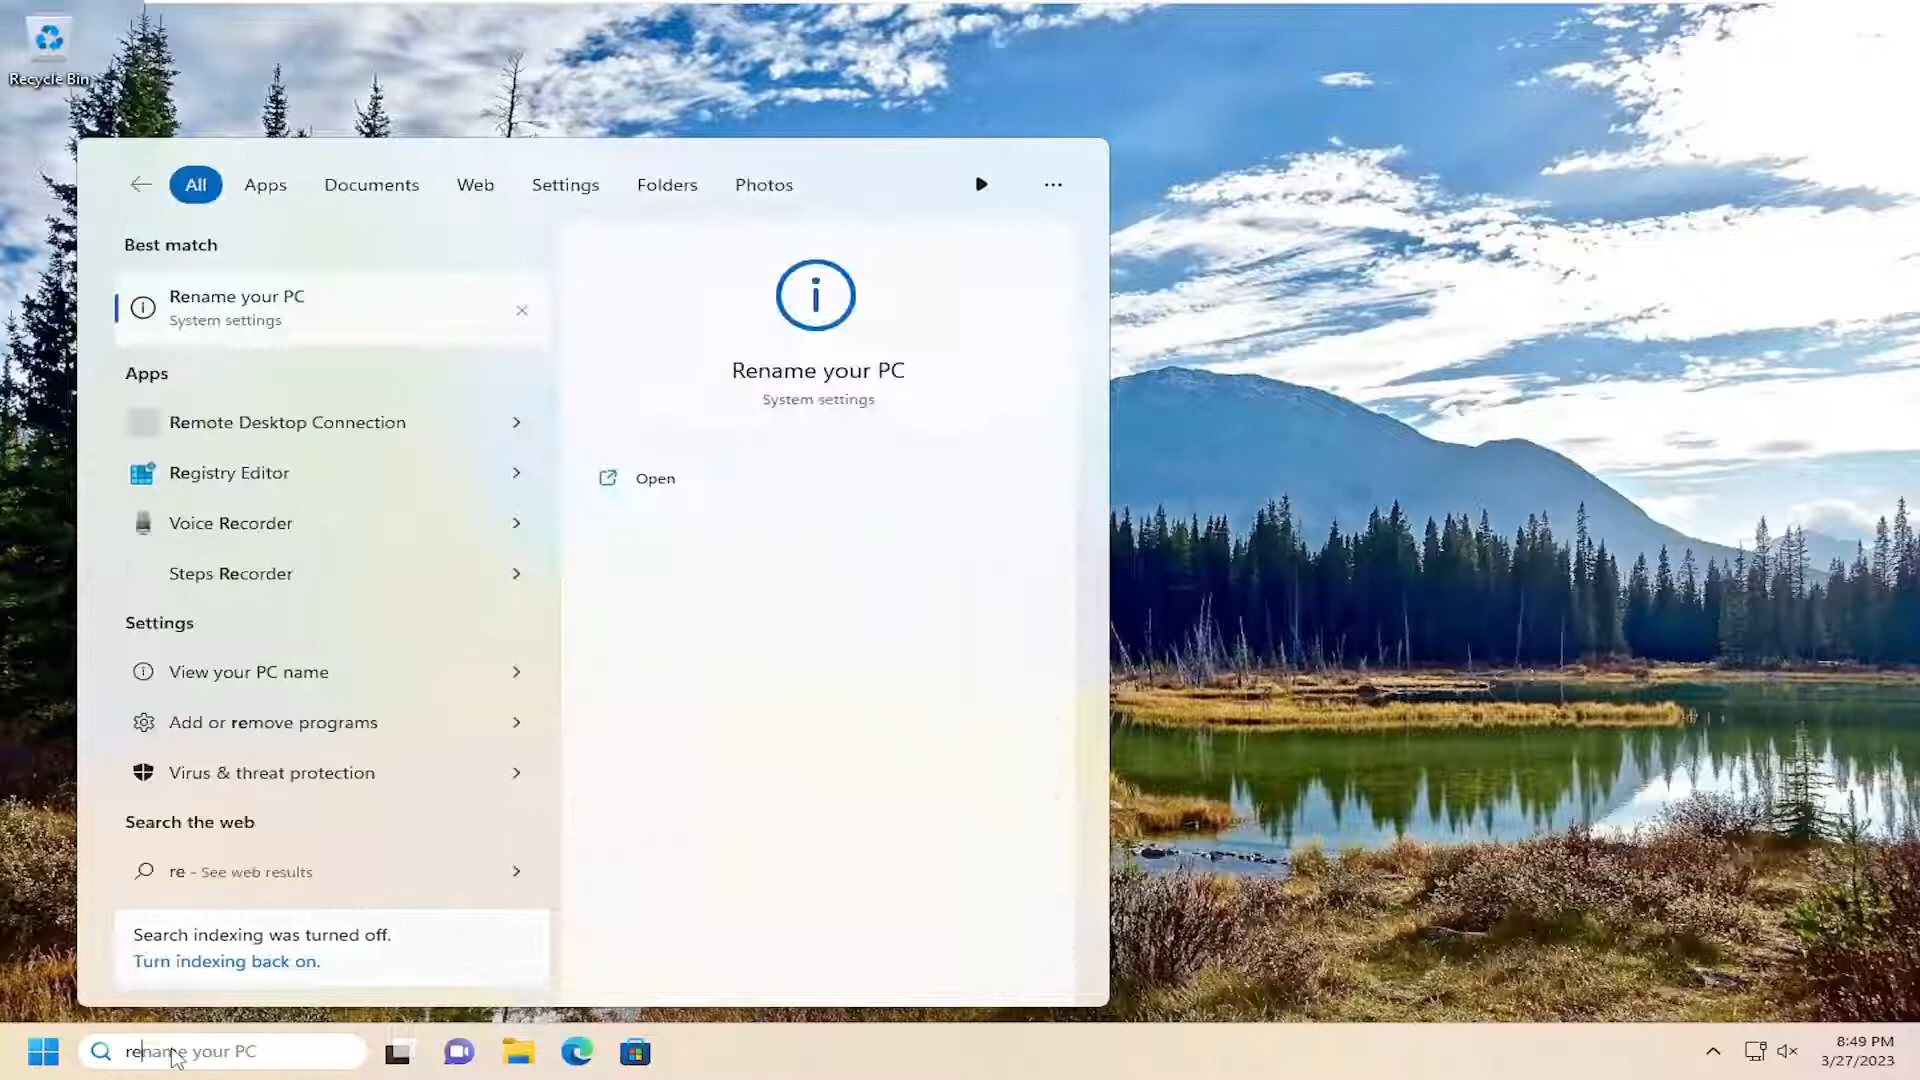 Recycle Bin
All Apps Documents Web Settings Folders Photos
Best match
Rename your PC
System settings
Apps
Remote Desktop Connection
Registry Editor
Voice Recorder
Steps Recorder
Settings
View your PC name
Add or remove programs
Virus & threat protection
Search the web
re - See web results
Search indexing was turned off.
Turn indexing back on.
Rename your PC
System settings
Open
rename your PC
8:49 PM
3/27/2023